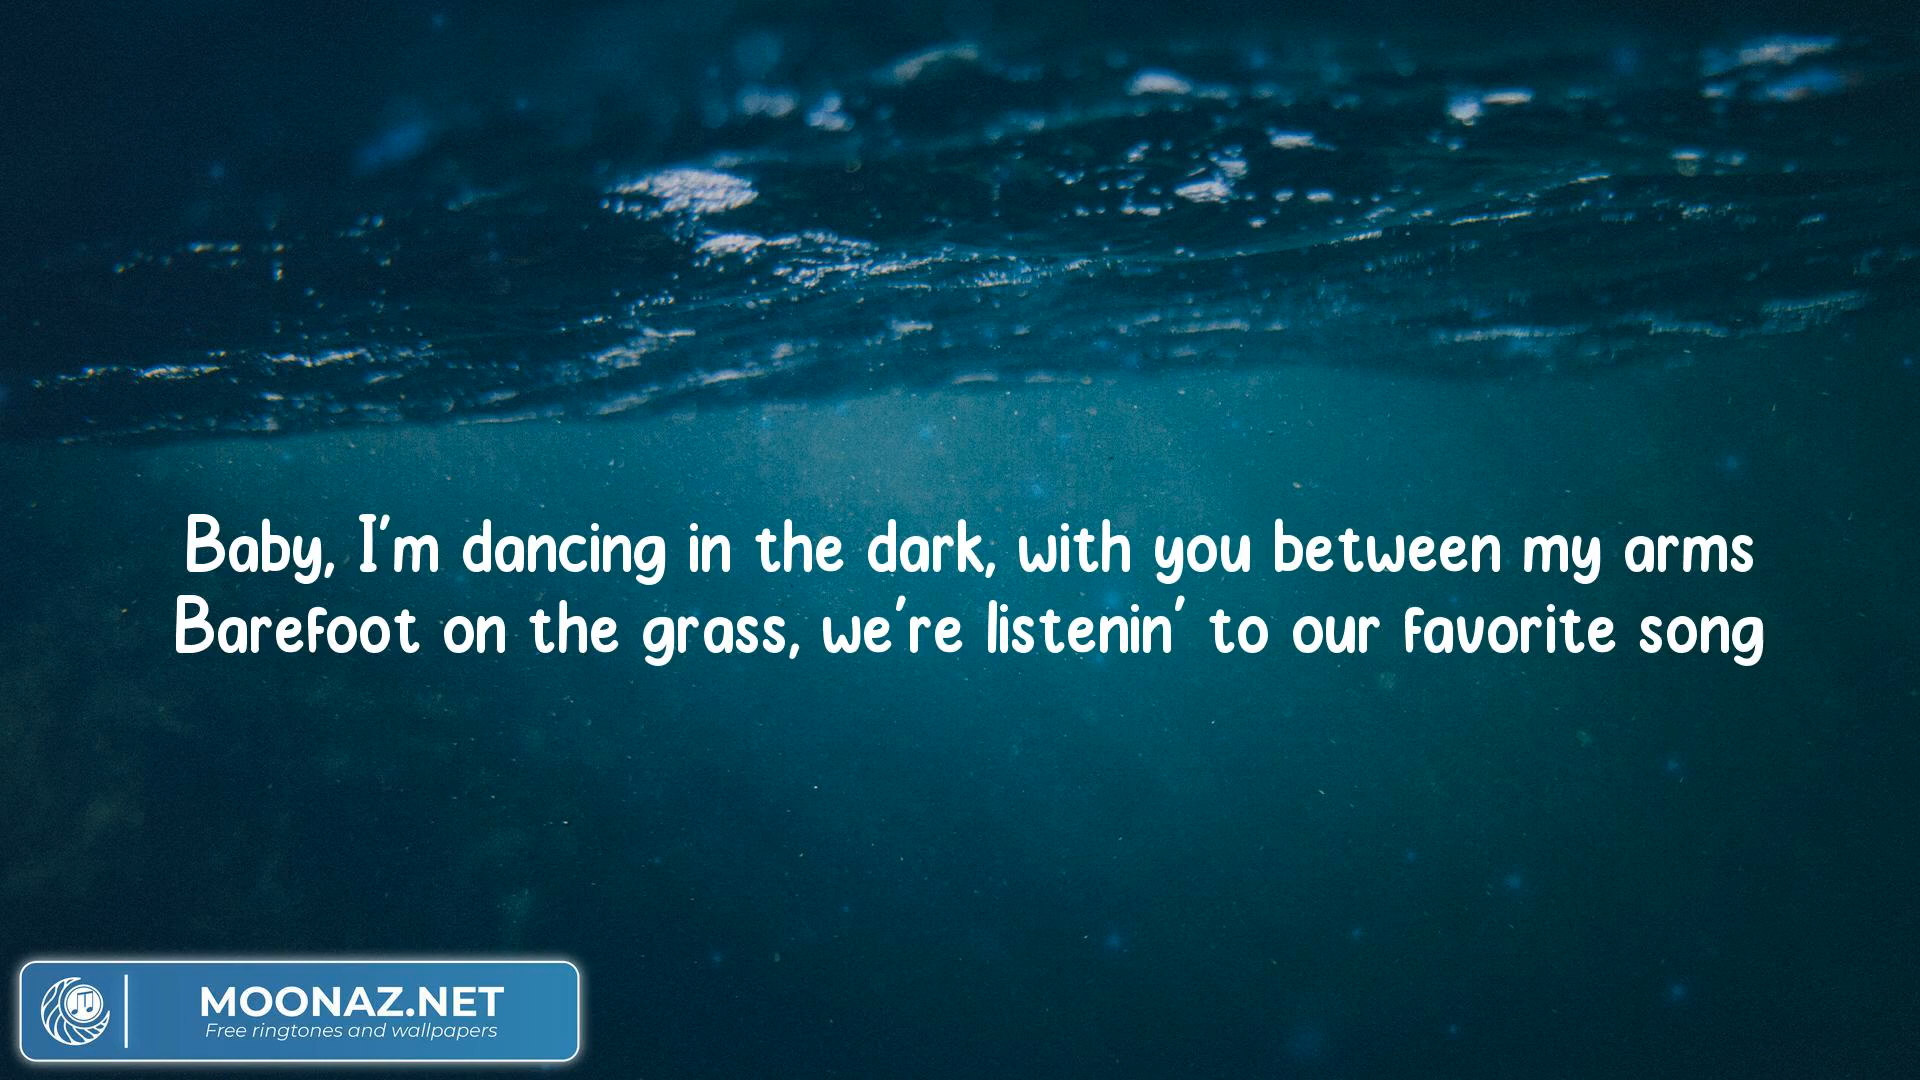 Baby, I'm dancing in the dark, with you between my arms
Barefoot on the grass, we're listenin' to our favorite song
MOONAZ.NET
Free ringtones and wallpapers